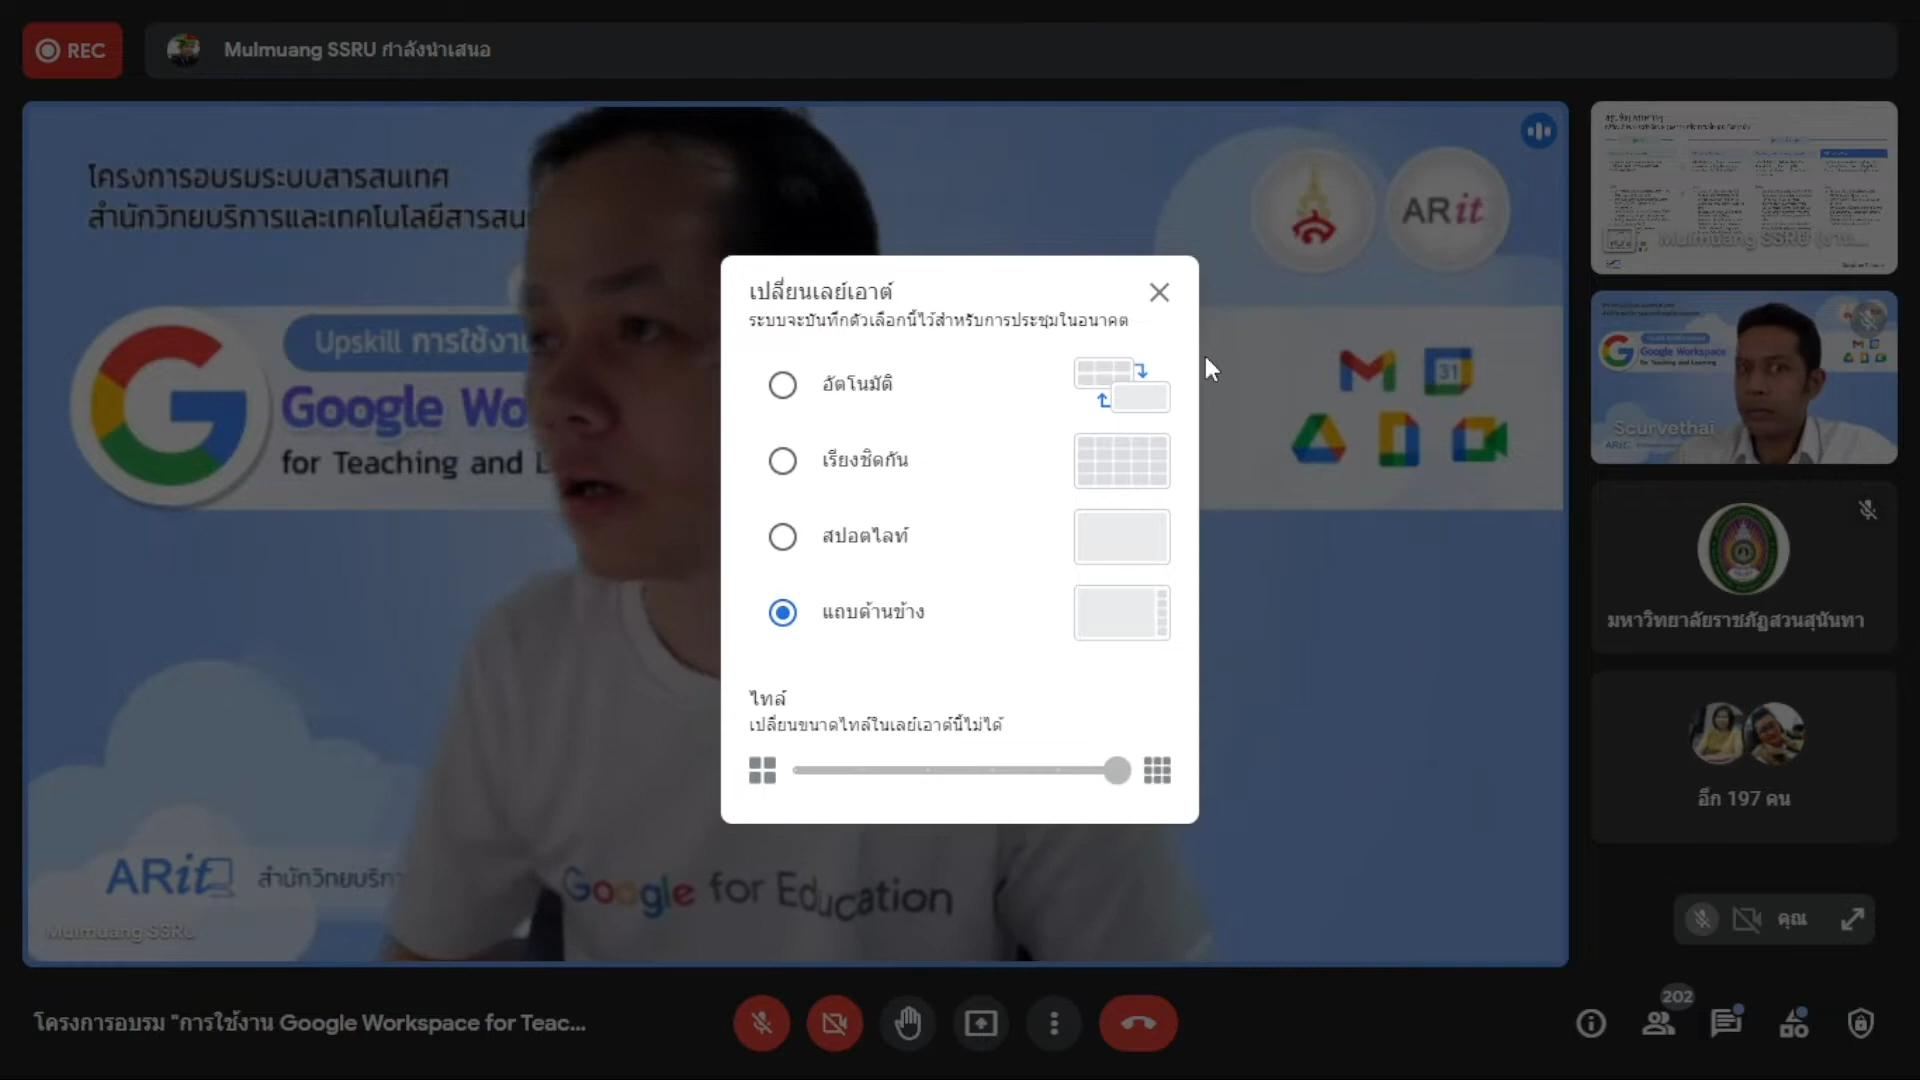 REC
Mulmuang SSRU กำลังนำเสนอ
โครงการอบรมระบบสารสนเทศ
สำนักวิทยบริการและเทคโนโลยีสารสน
ARit
Upskill การใช้งาน
Google Wo
for Teaching and L
31
ARit สำนักวิทยบริกา
Google for Education
Mulmuang SSRU
เปลี่ยนเลย์เอาต์
ระบบจะบันทึกตัวเลือกนี้ไว้สำหรับการประชุมในอนาคต
อัตโนมัติ
เรียงชิดกัน
สปอตไลท์
แถบด้านข้าง
ไทล์
เปลี่ยนขนาดไทล์ในเลย์เอาต์นี้ไม่ได้
Mulmuang SSRU
Google Workspace
for Teaching and Learning
Scurvethai
มหาวิทยาลัยราชภัฏสวนสุนันทา
อีก 197 คน
คุณ
โครงการอบรม "การใช้งาน Google Workspace for Teac...
202